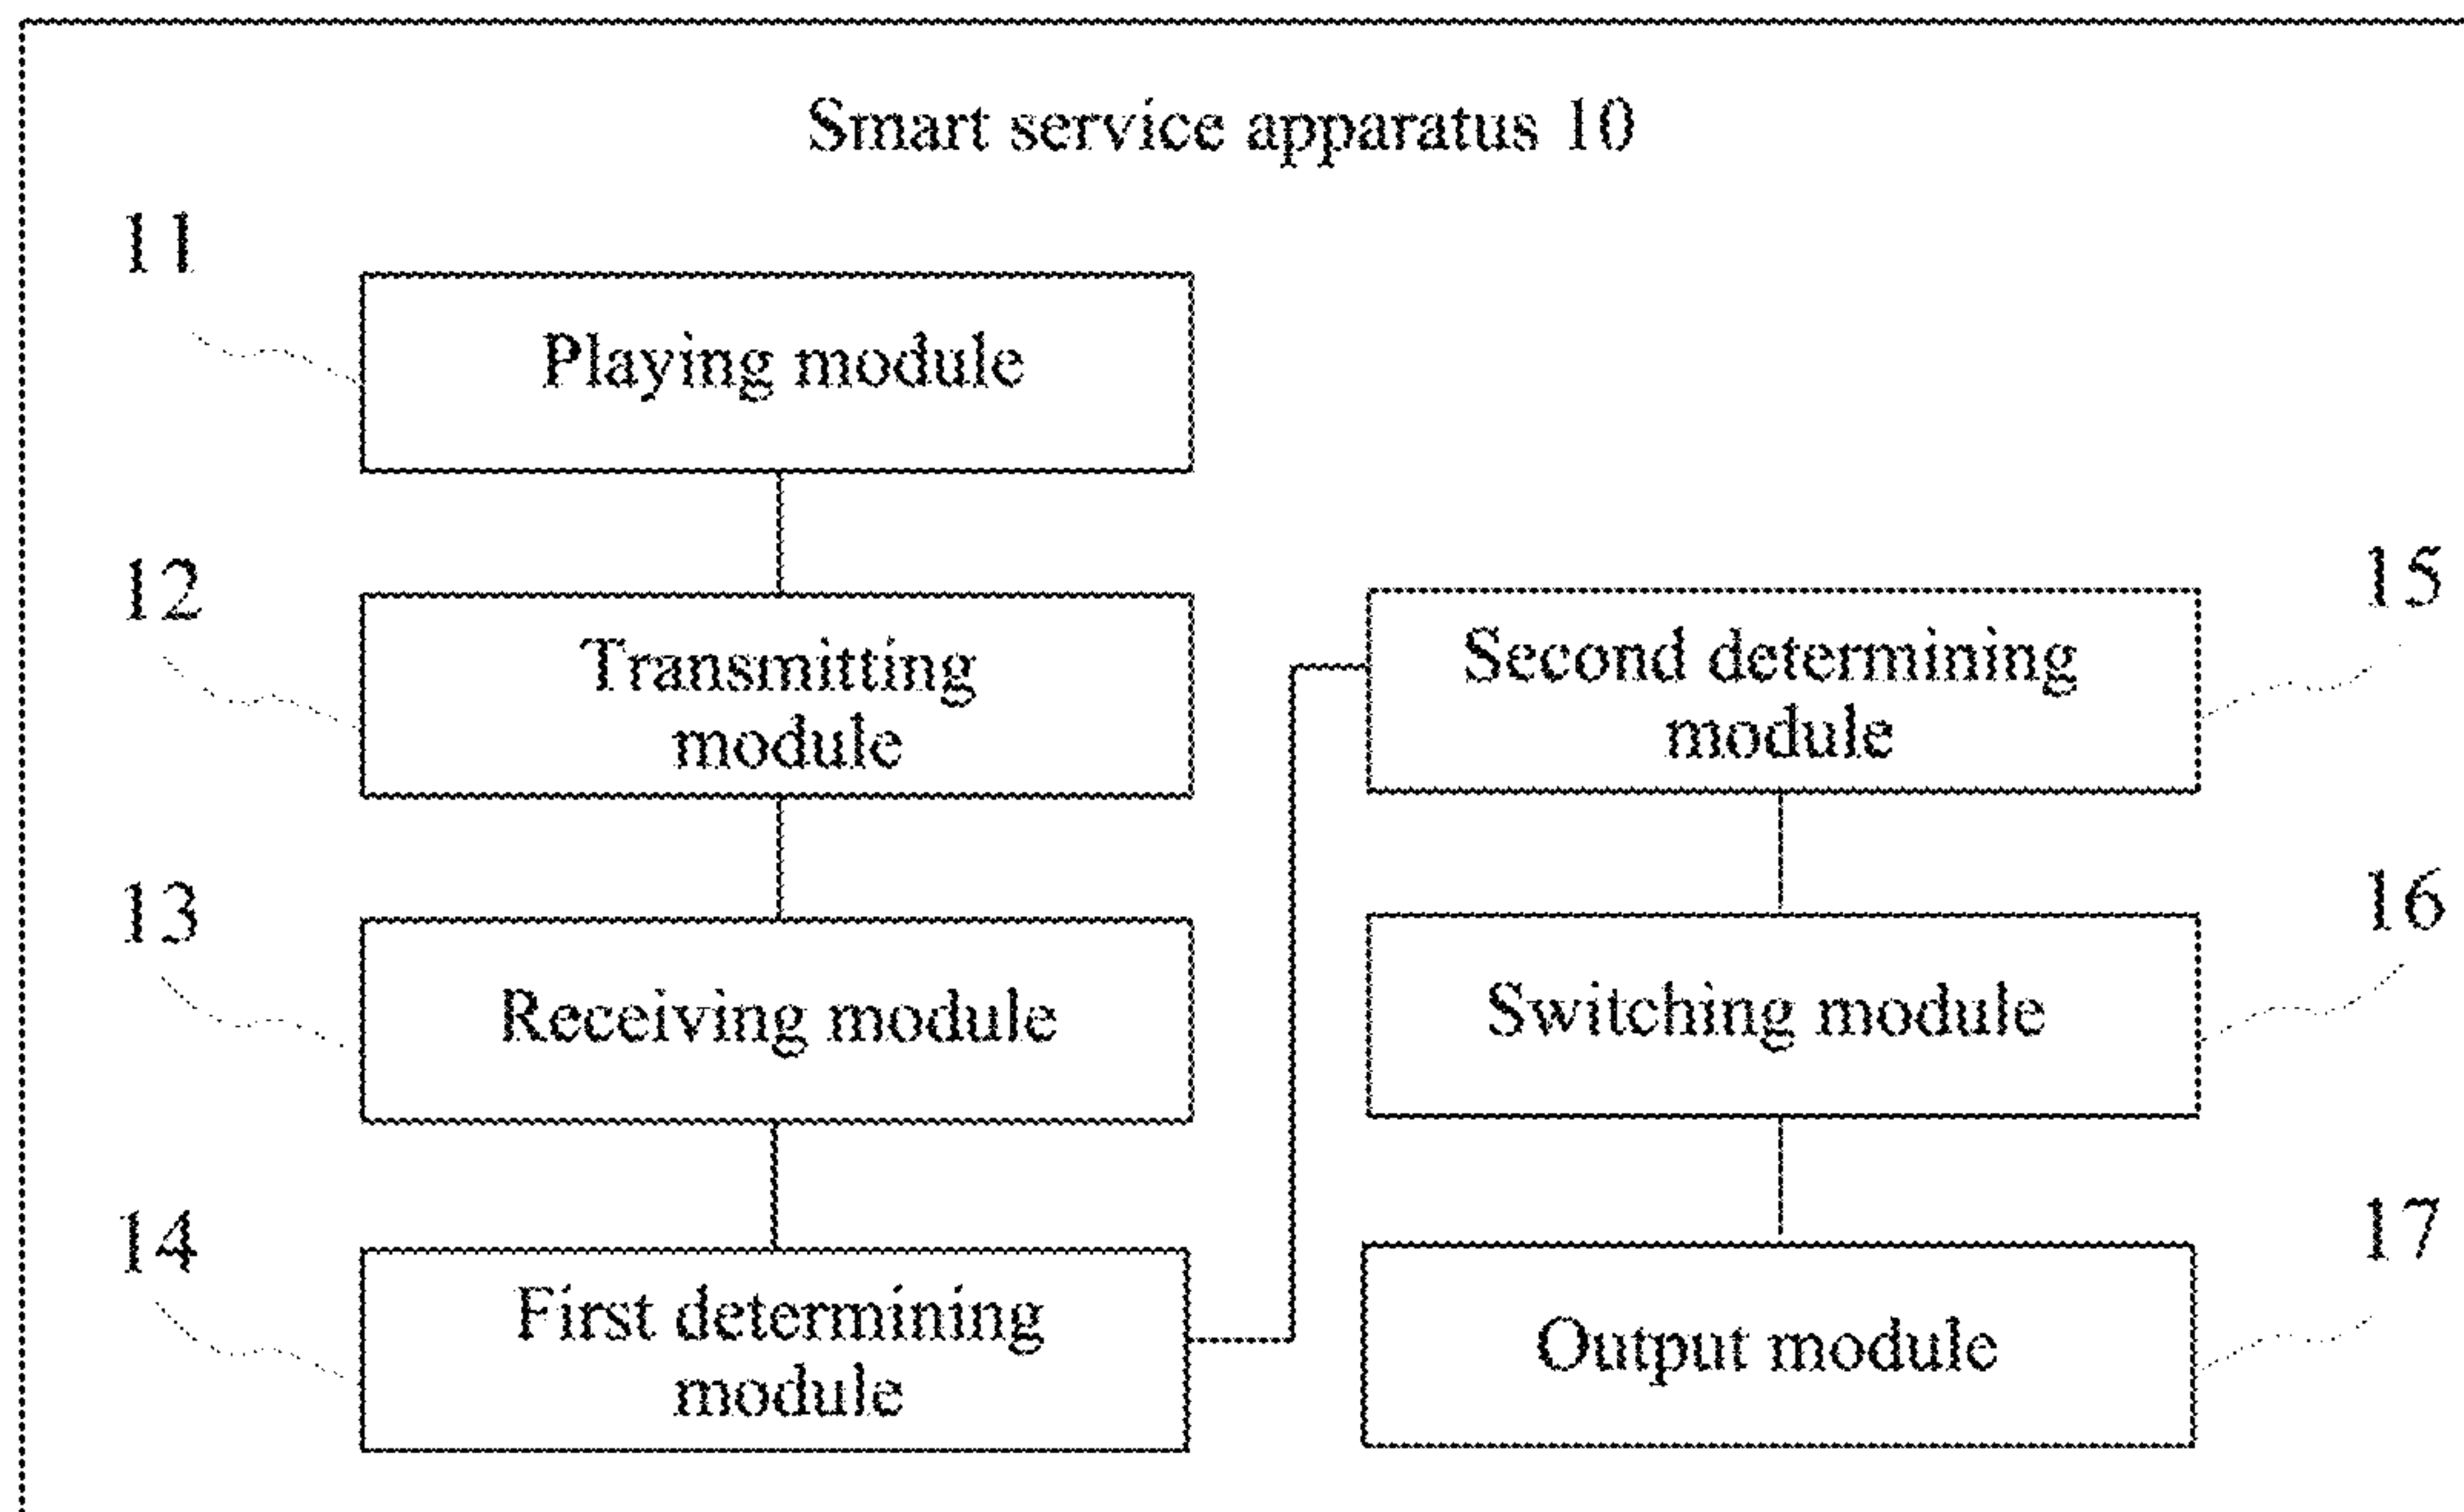 Smart service apparatus 10
11
Playing module
12
Transmitting
module
13
Receiving module
14
First determining
module
15
Second determining
module
16
Switching module
17
Output module